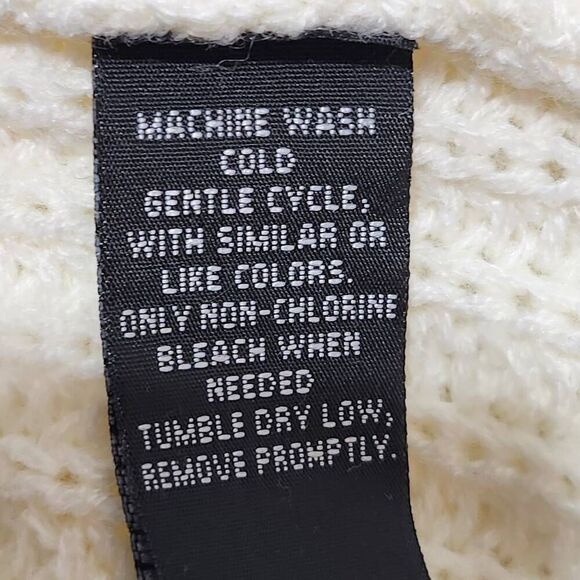 MACHINE WASH
COLD
GENTLE CYCLE,
WITH SIMILAR OR
LIKE COLORS.
ONLY NON-CHLORINE
BLEACH WHEN
NEEDED
TUMBLE DRY LOW,
REMOVE PROMPTLY.